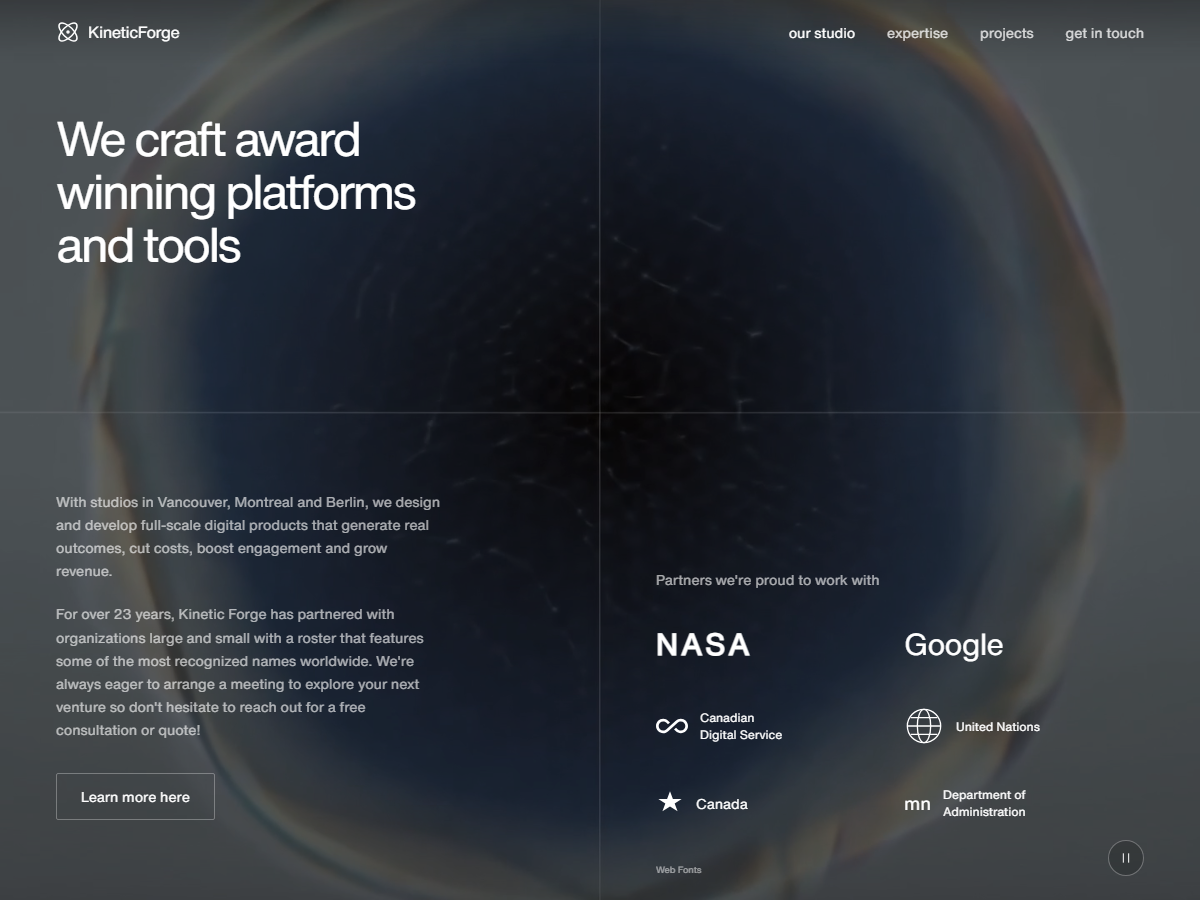 KineticForge
our studio
expertise
projects
get in touch
We craft award
winning platforms
and tools
With studios in Vancouver, Montreal and Berlin, we design
and develop full-scale digital products that generate real
outcomes, cut costs, boost engagement and grow
revenue.
For over 23 years, Kinetic Forge has partnered with
organizations large and small with a roster that features
some of the most recognized names worldwide. We're
always eager to arrange a meeting to explore your next
venture so don't hesitate to reach out for a free
consultation or quote!
Learn more here
Partners we're proud to work with
NASA
Google
Canadian
Digital Service
United Nations
Canada
mn
Department of
Administration
Web Fonts